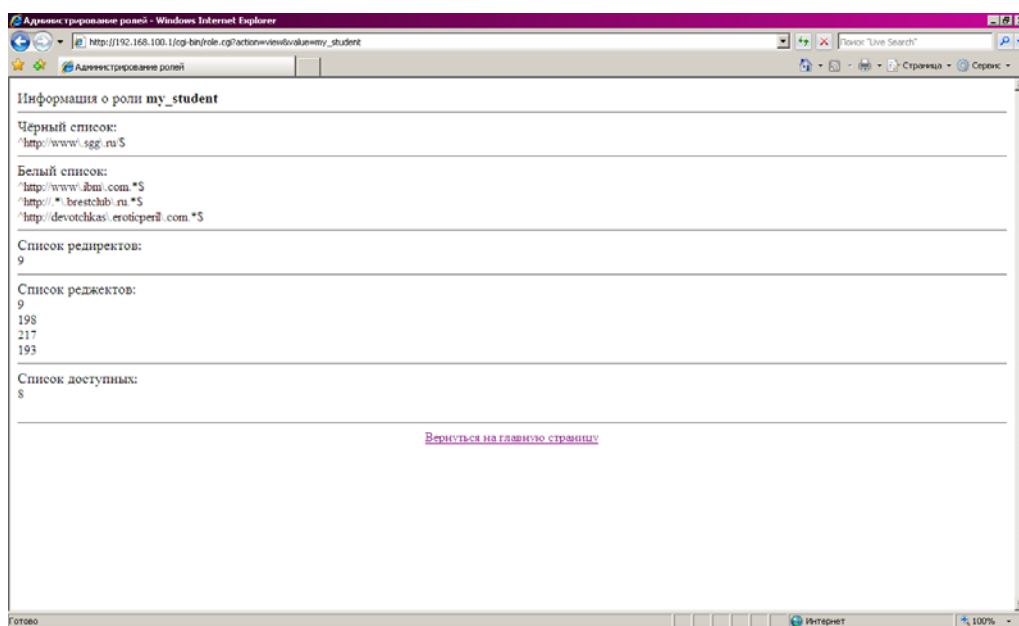 Администрирование ролей - Windows Internet Explorer
http://192.168.100.1/cgi-bin/role.cgi?action=view&value=my_student
Поиск "Live Search"
Администрирование ролей
Страница
Сервис
Информация о роли my_student
Чёрный список:
^http://www\.sgg\.ru/$
Белый список:
^http://www\.ibm\.com.*$
^http://.*\.brestclub\.ru.*$
^http://devotchkas\.eroticperil\.com.*$
Список редиректов:
9
Список реджектов:
9
198
217
193
Список доступных:
8
Вернуться на главную страницу
Готово
Интернет
100%